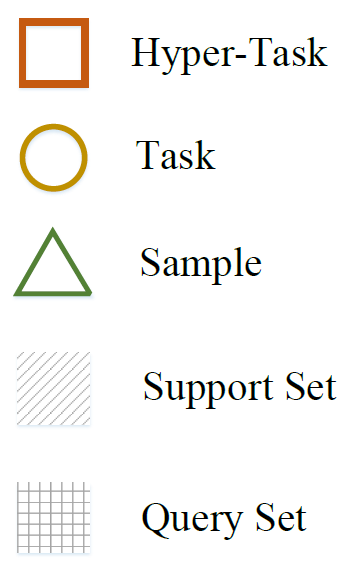 Hyper-Task
Task
Sample
Support Set
Query Set